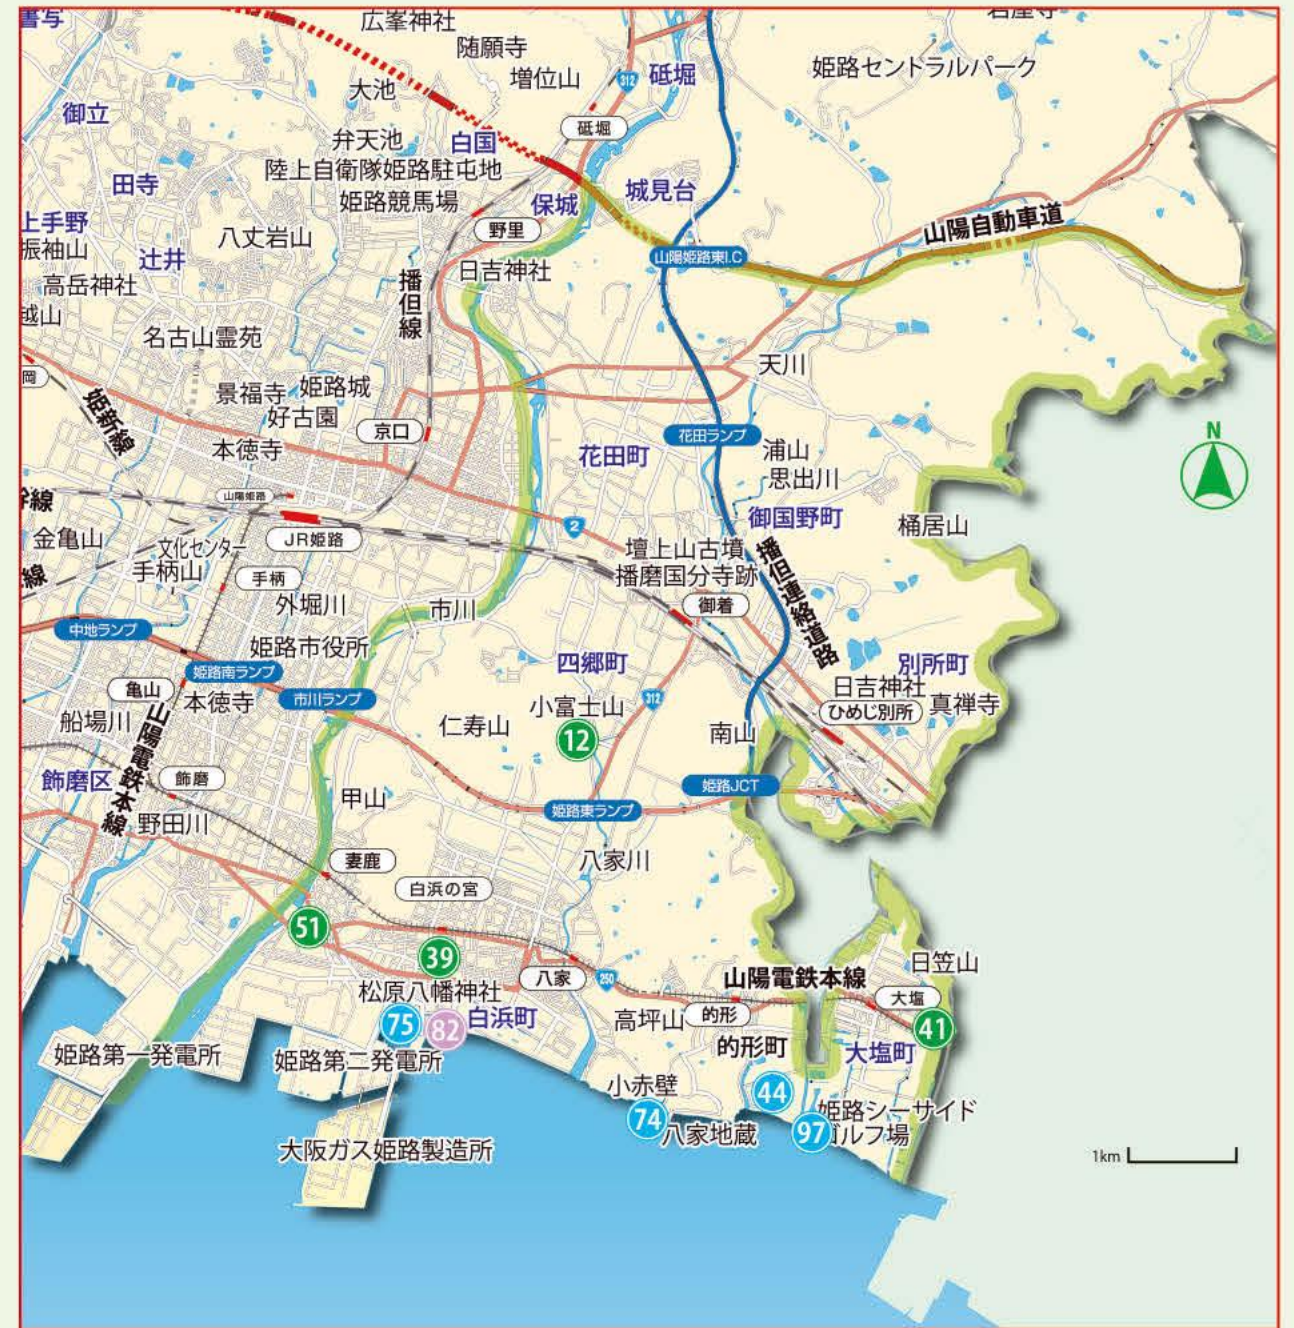 書写
広峯神社
岩屋寺
随願寺
増位山
312
砥堀
姫路セントラルパーク
大池
御立
砥堀
弁天池
白国
陸上自衛隊姫路駐屯地
田寺
城見台
姫路競馬場
保城
上手野
野里
山陽自動車道
振袖山
八丈岩山
辻井
山陽姫路東I.C
日吉神社
高岳神社
播但線
越山
名古山霊苑
天川
岡
景福寺
姫路城
姫新線
好古園
京口
花田ランプ
本徳寺
花田町
浦山
N
思出川
山陽姫路
幹線
御国野町
桶居山
2
金亀山
JR姫路
文化センター
壇上山古墳
播但連絡道路
手柄山
手柄
播磨国分寺跡
線
外堀川
市川
御着
中地ランプ
姫路市役所
四郷町
別所町
姫路南ランプ
亀山
本徳寺
市川ランプ
312
日吉神社
小富士山
真禅寺
ひめじ別所
船場川
山陽電鉄本線
仁寿山
12
南山
飾磨区
飾磨
甲山
姫路JCT
姫路東ランプ
野田川
妻鹿
八家川
白浜の宮
51
39
日笠山
八家
250
山陽電鉄本線
松原八幡神社
大塩
75
82
白浜町
高坪山
的形
41
姫路第一発電所
姫路第二発電所
的形町
大塩町
小赤壁
44
74
八家地蔵
97
姫路シーサイド
ゴルフ場
大阪ガス姫路製造所
1km